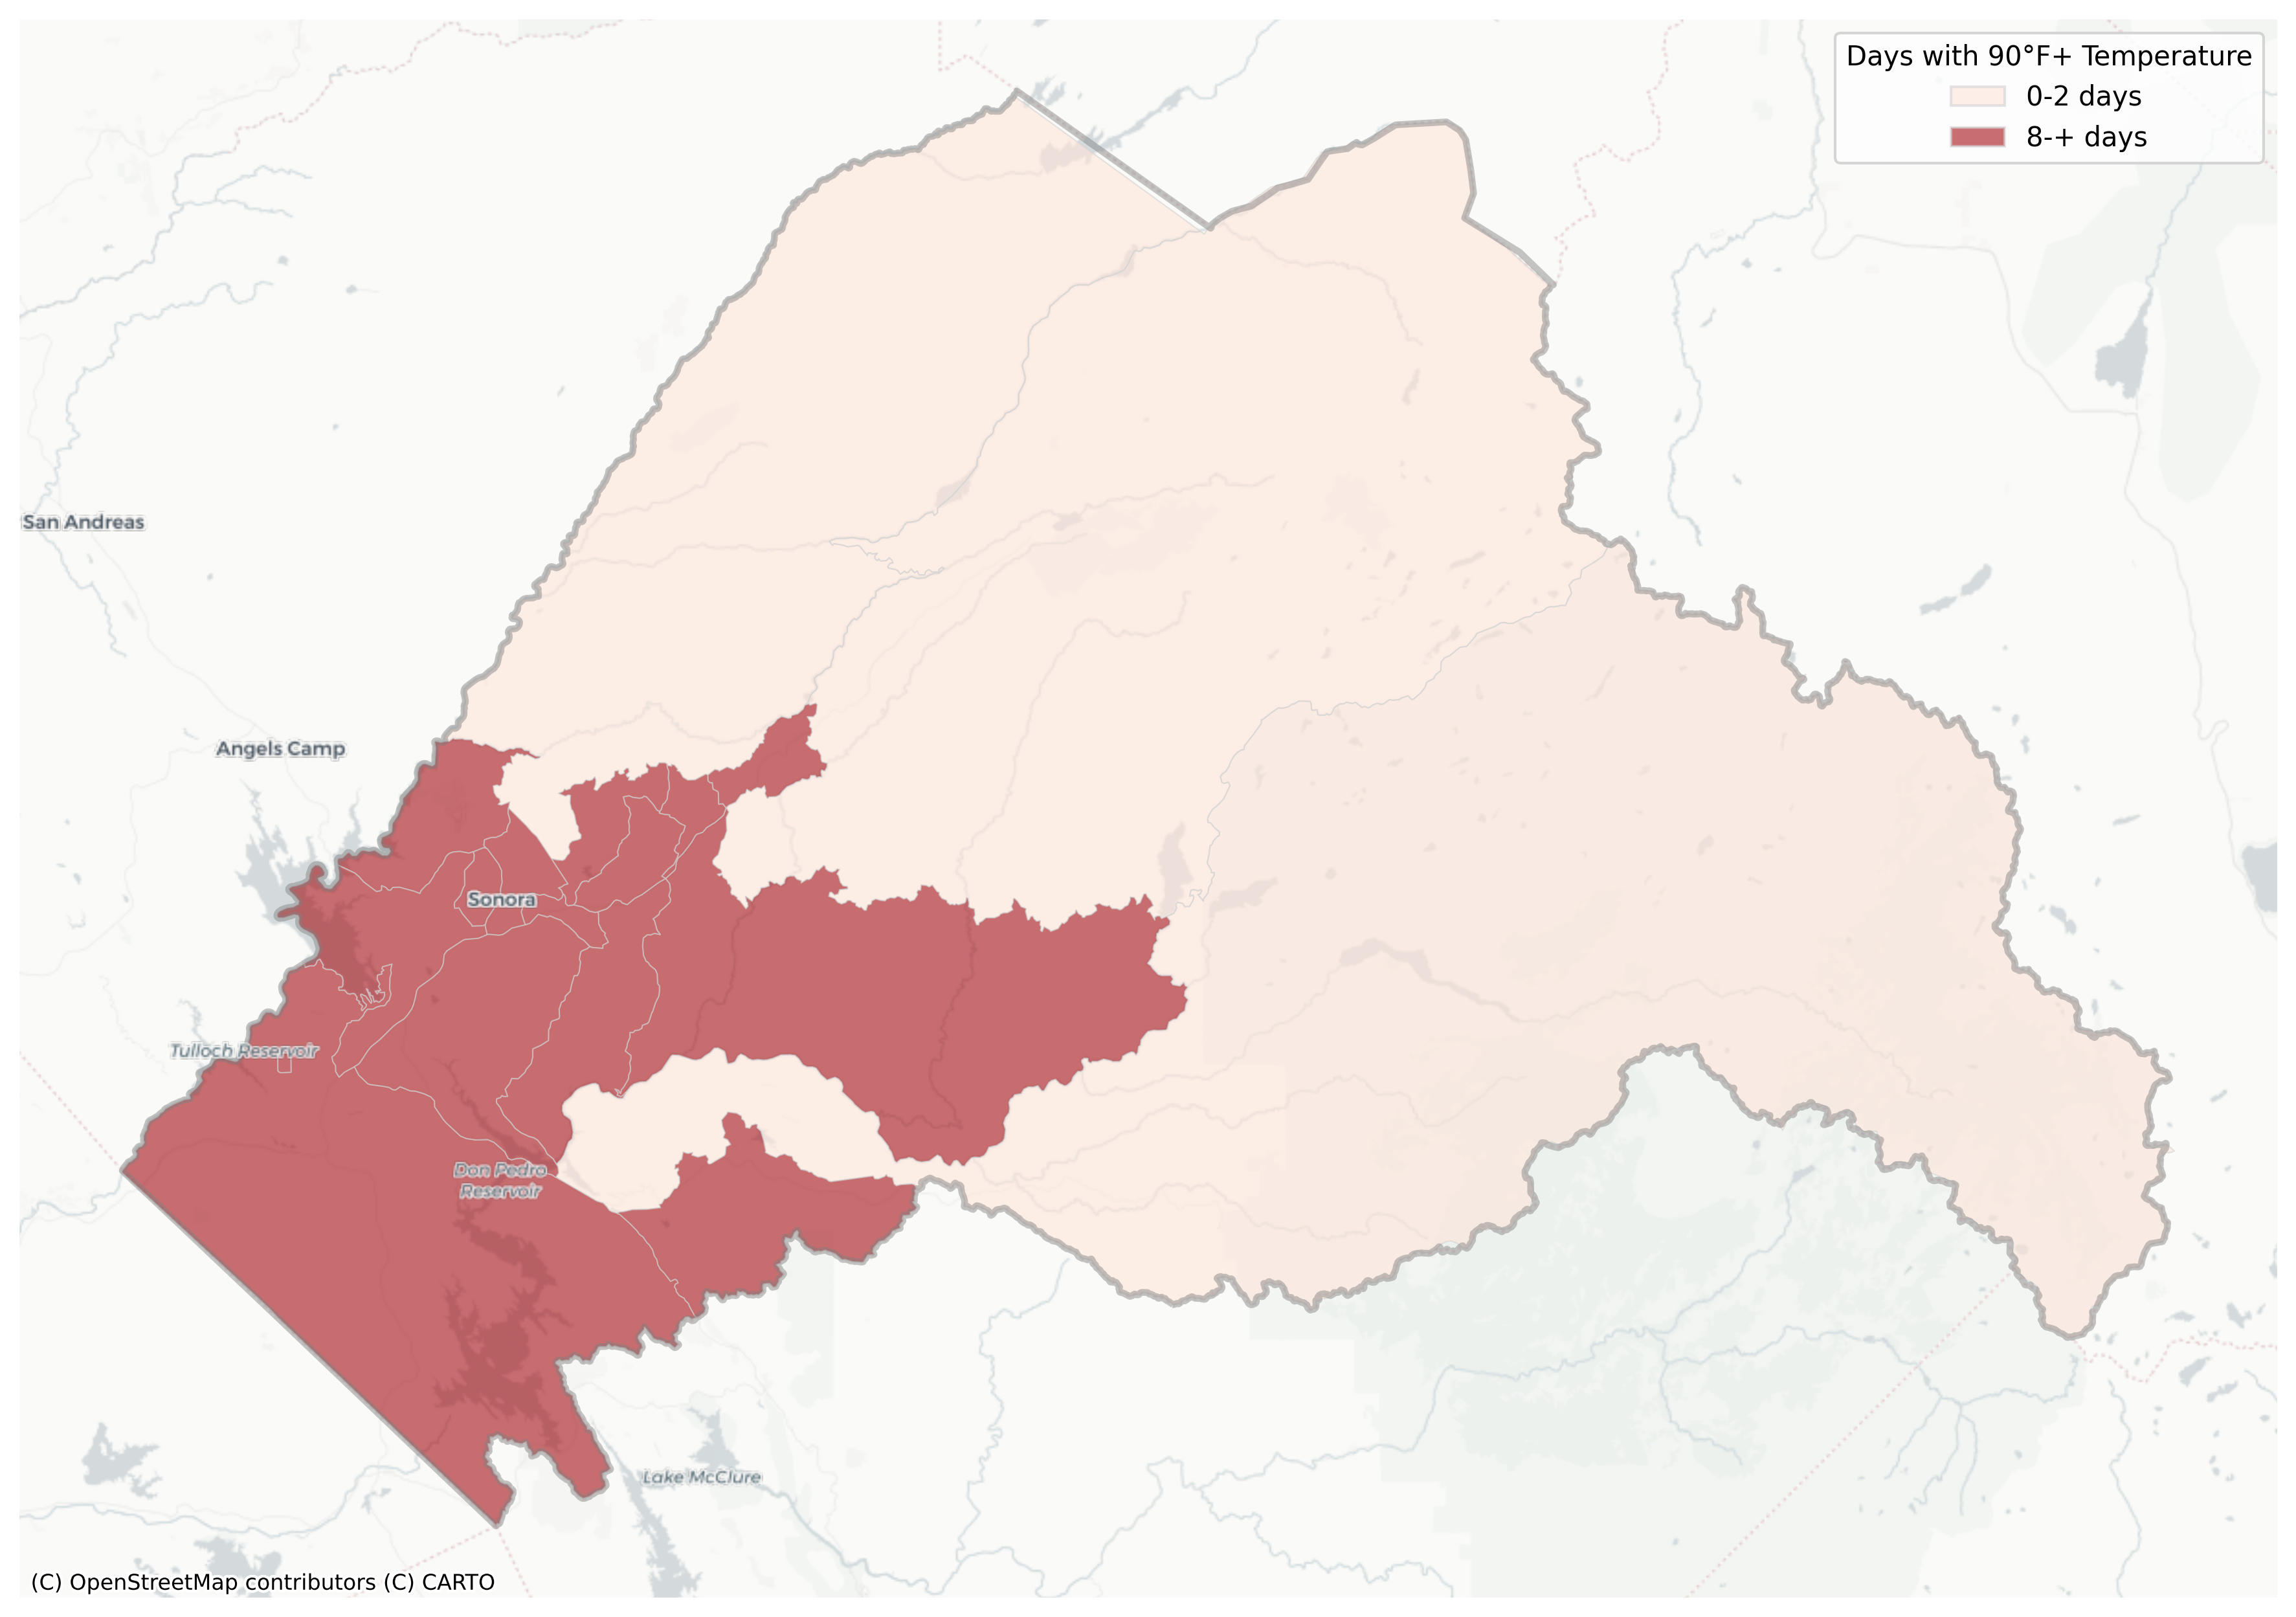 Days with 90°F+ Temperature
0-2 days
8-+ days
San Andreas
Angels Camp
Sonora
Tulloch Reservoir
Don Pedro
Reservoir
Lake McClure
(C) OpenStreetMap contributors (C) CARTO